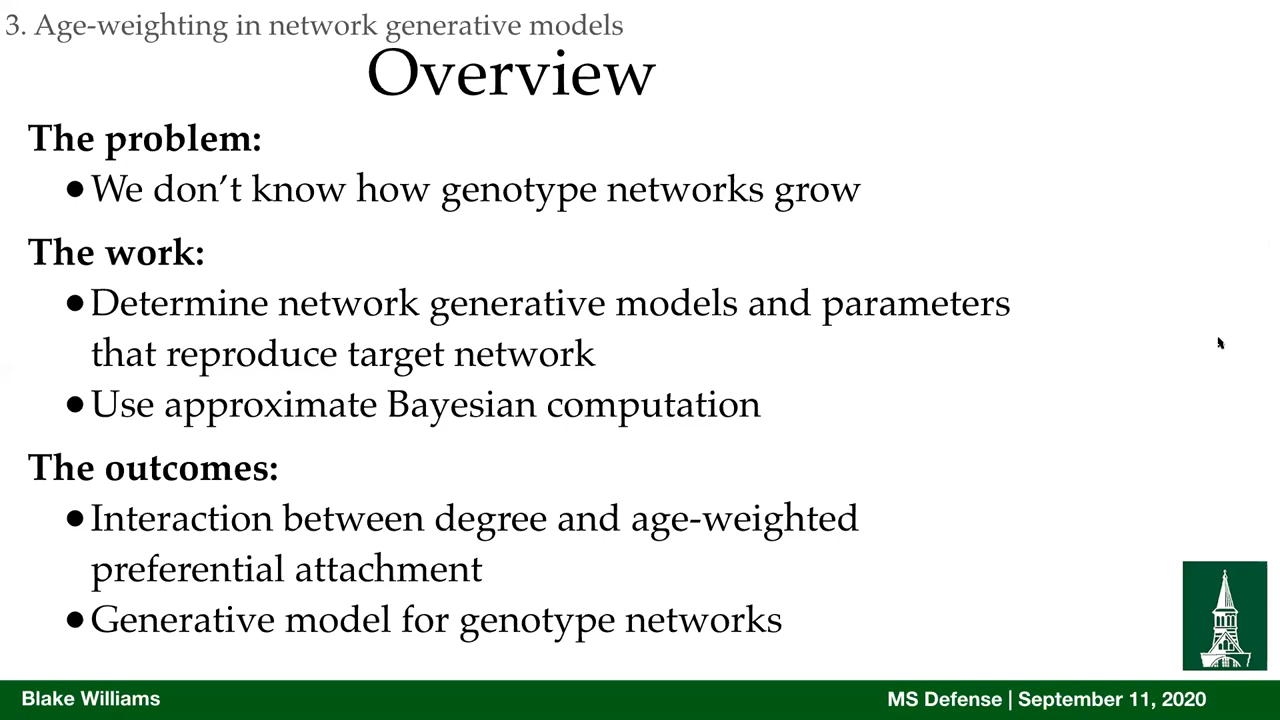 3. Age-weighting in network generative models
Overview
The problem:
●We don’t know how genotype networks grow
The work:
●Determine network generative models and parameters
that reproduce target network
●Use approximate Bayesian computation
The outcomes:
●Interaction between degree and age-weighted
preferential attachment
●Generative model for genotype networks
Blake Williams
MS Defense | September 11, 2020